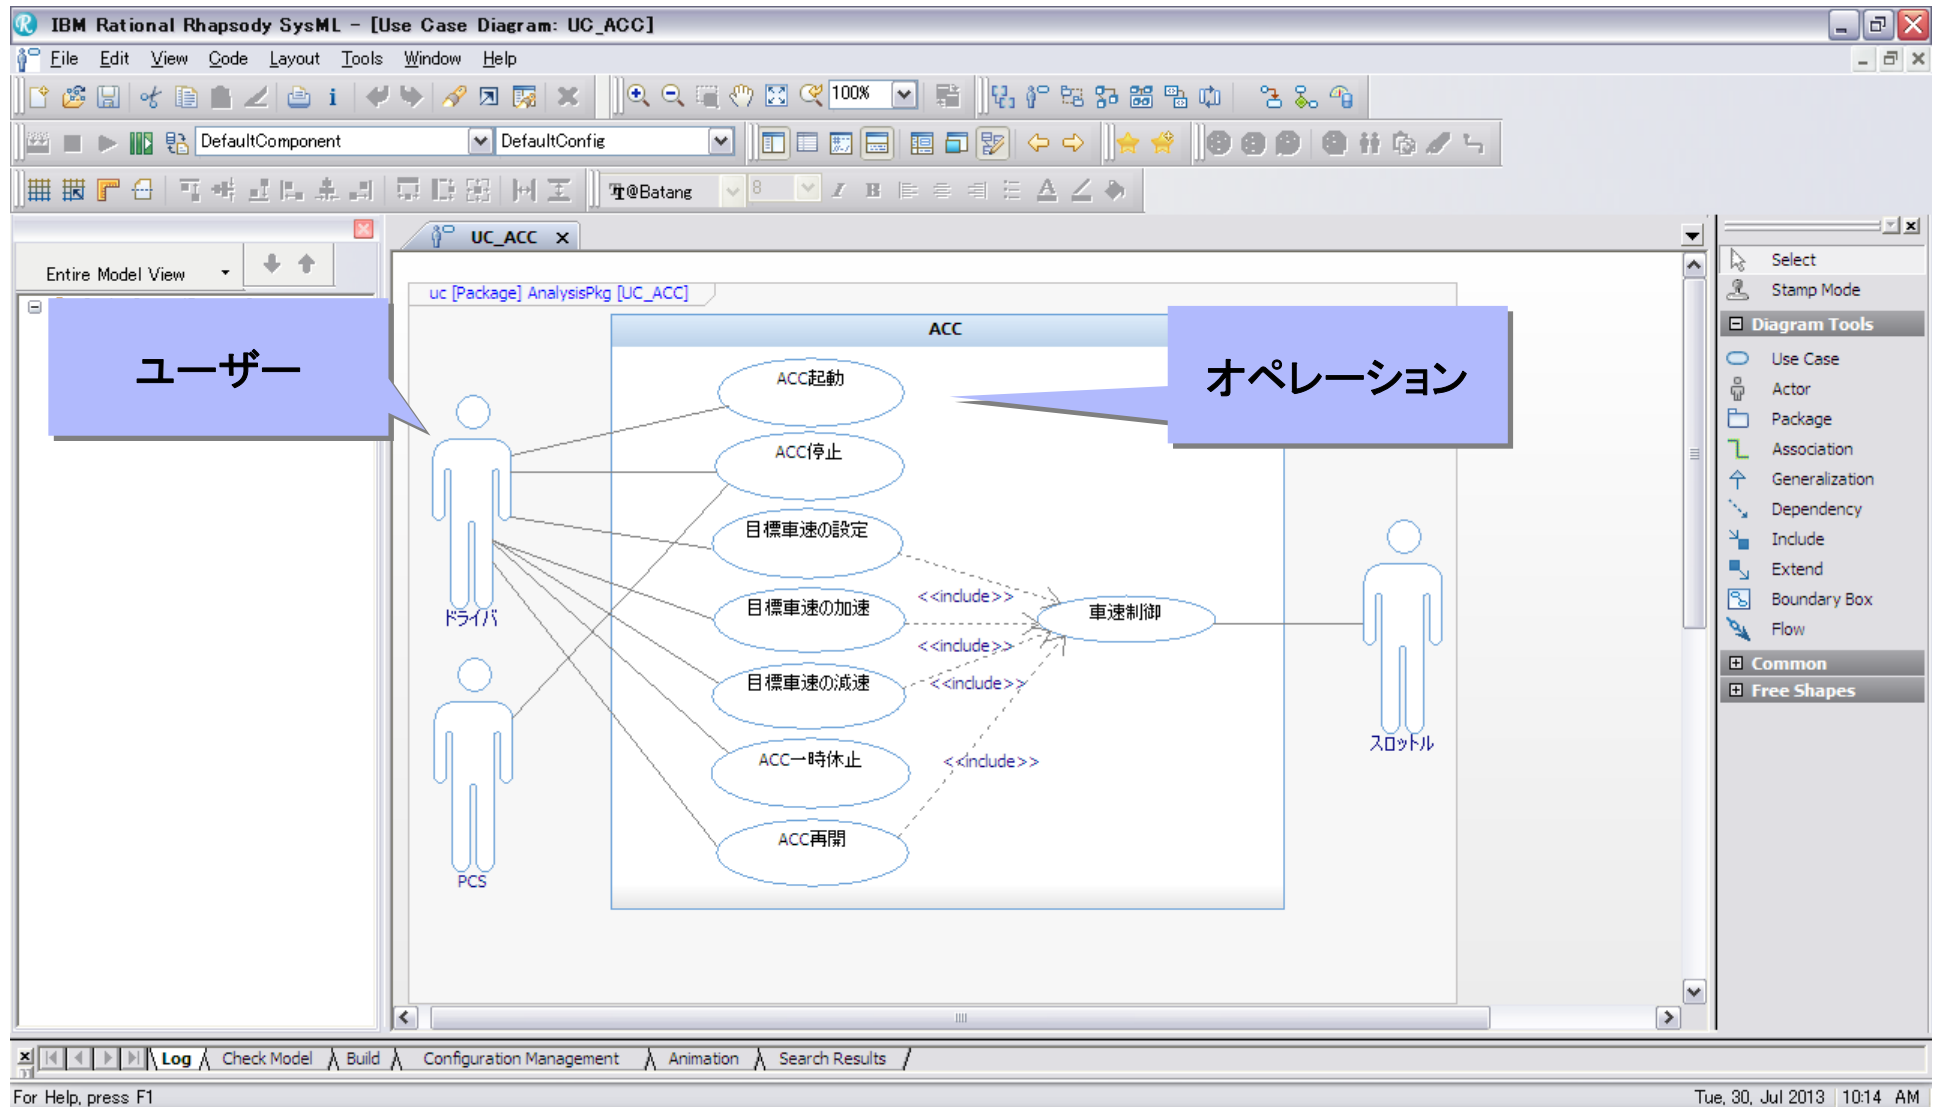 IBM Rational Rhapsody SysML - [Use Case Diagram: UC_ACC]
File Edit View Code Layout Tools Window Help
100%
DefaultComponent DefaultConfig
@Batang 8
UC_ACC
Entire Model View
uc [Package] AnalysisPkg [UC_ACC]
ACC
ユーザー
オペレーション
ACC起動
ACC停止
目標車速の設定
目標車速の加速
目標車速の減速
ACC一時休止
ACC再開
<<include>>
<<include>>
<<include>>
<<include>>
車速制御
ドライバ
PCS
スロットル
Select
Stamp Mode
Diagram Tools
Use Case
Actor
Package
Association
Generalization
Dependency
Include
Extend
Boundary Box
Flow
Common
Free Shapes
Log Check Model Build Configuration Management Animation Search Results
For Help, press F1
Tue, 30, Jul 2013 10:14 AM